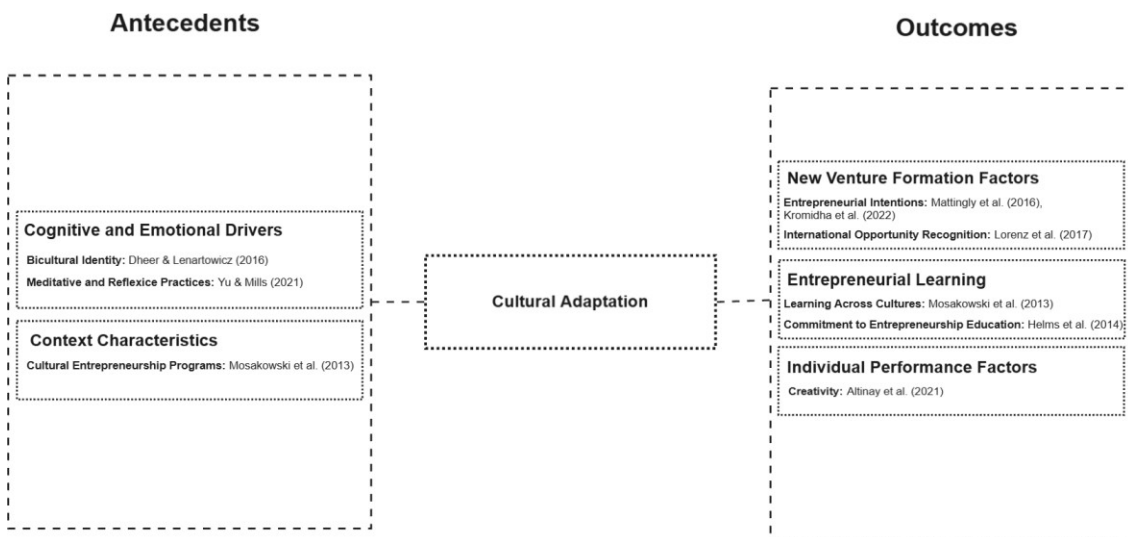 Antecedents
Cognitive and Emotional Drivers
Bicultural Identity: Dheer & Lenartowicz (2016)
Meditative and Reflexice Practices: Yu & Mills (2021)
Context Characteristics
Cultural Entrepreneurship Programs: Mosakowski et al. (2013)
Cultural Adaptation
Outcomes
New Venture Formation Factors
Entrepreneurial Intentions: Mattingly et al. (2016),
Kromidha et al. (2022)
International Opportunity Recognition: Lorenz et al. (2017)
Entrepreneurial Learning
Learning Across Cultures: Mosakowski et al. (2013)
Commitment to Entrepreneurship Education: Helms et al. (2014)
Individual Performance Factors
Creativity: Altinay et al. (2021)